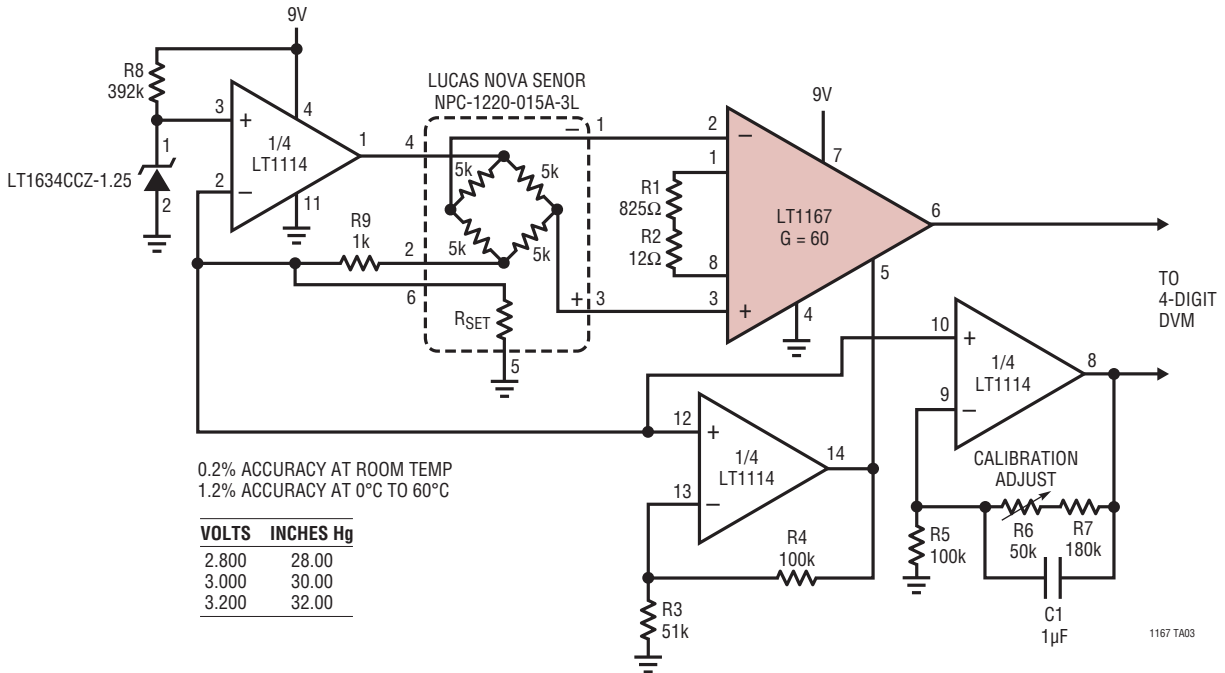 9V
R8
392k
3
+
4
1/4
LT1114
1
1
LT1634CCZ-1.25
2
2
–
11
LUCAS NOVA SENOR
NPC-1220-015A-3L
4
5k
5k
5k
5k
–
1
R9
1k
2
6
RSET
+
3
5
9V
2
–
7
1
R1
825Ω
R2
12Ω
LT1167
G = 60
8
3
+
4
6
5
TO
4-DIGIT
DVM
10
+
1/4
LT1114
8
9
–
12
+
1/4
LT1114
14
13
–
CALIBRATION
ADJUST
R5
100k
R6
50k
R7
180k
C1
1µF
R4
100k
R3
51k
0.2% ACCURACY AT ROOM TEMP
1.2% ACCURACY AT 0°C TO 60°C
VOLTS INCHES Hg
2.800 28.00
3.000 30.00
3.200 32.00
1167 TA03